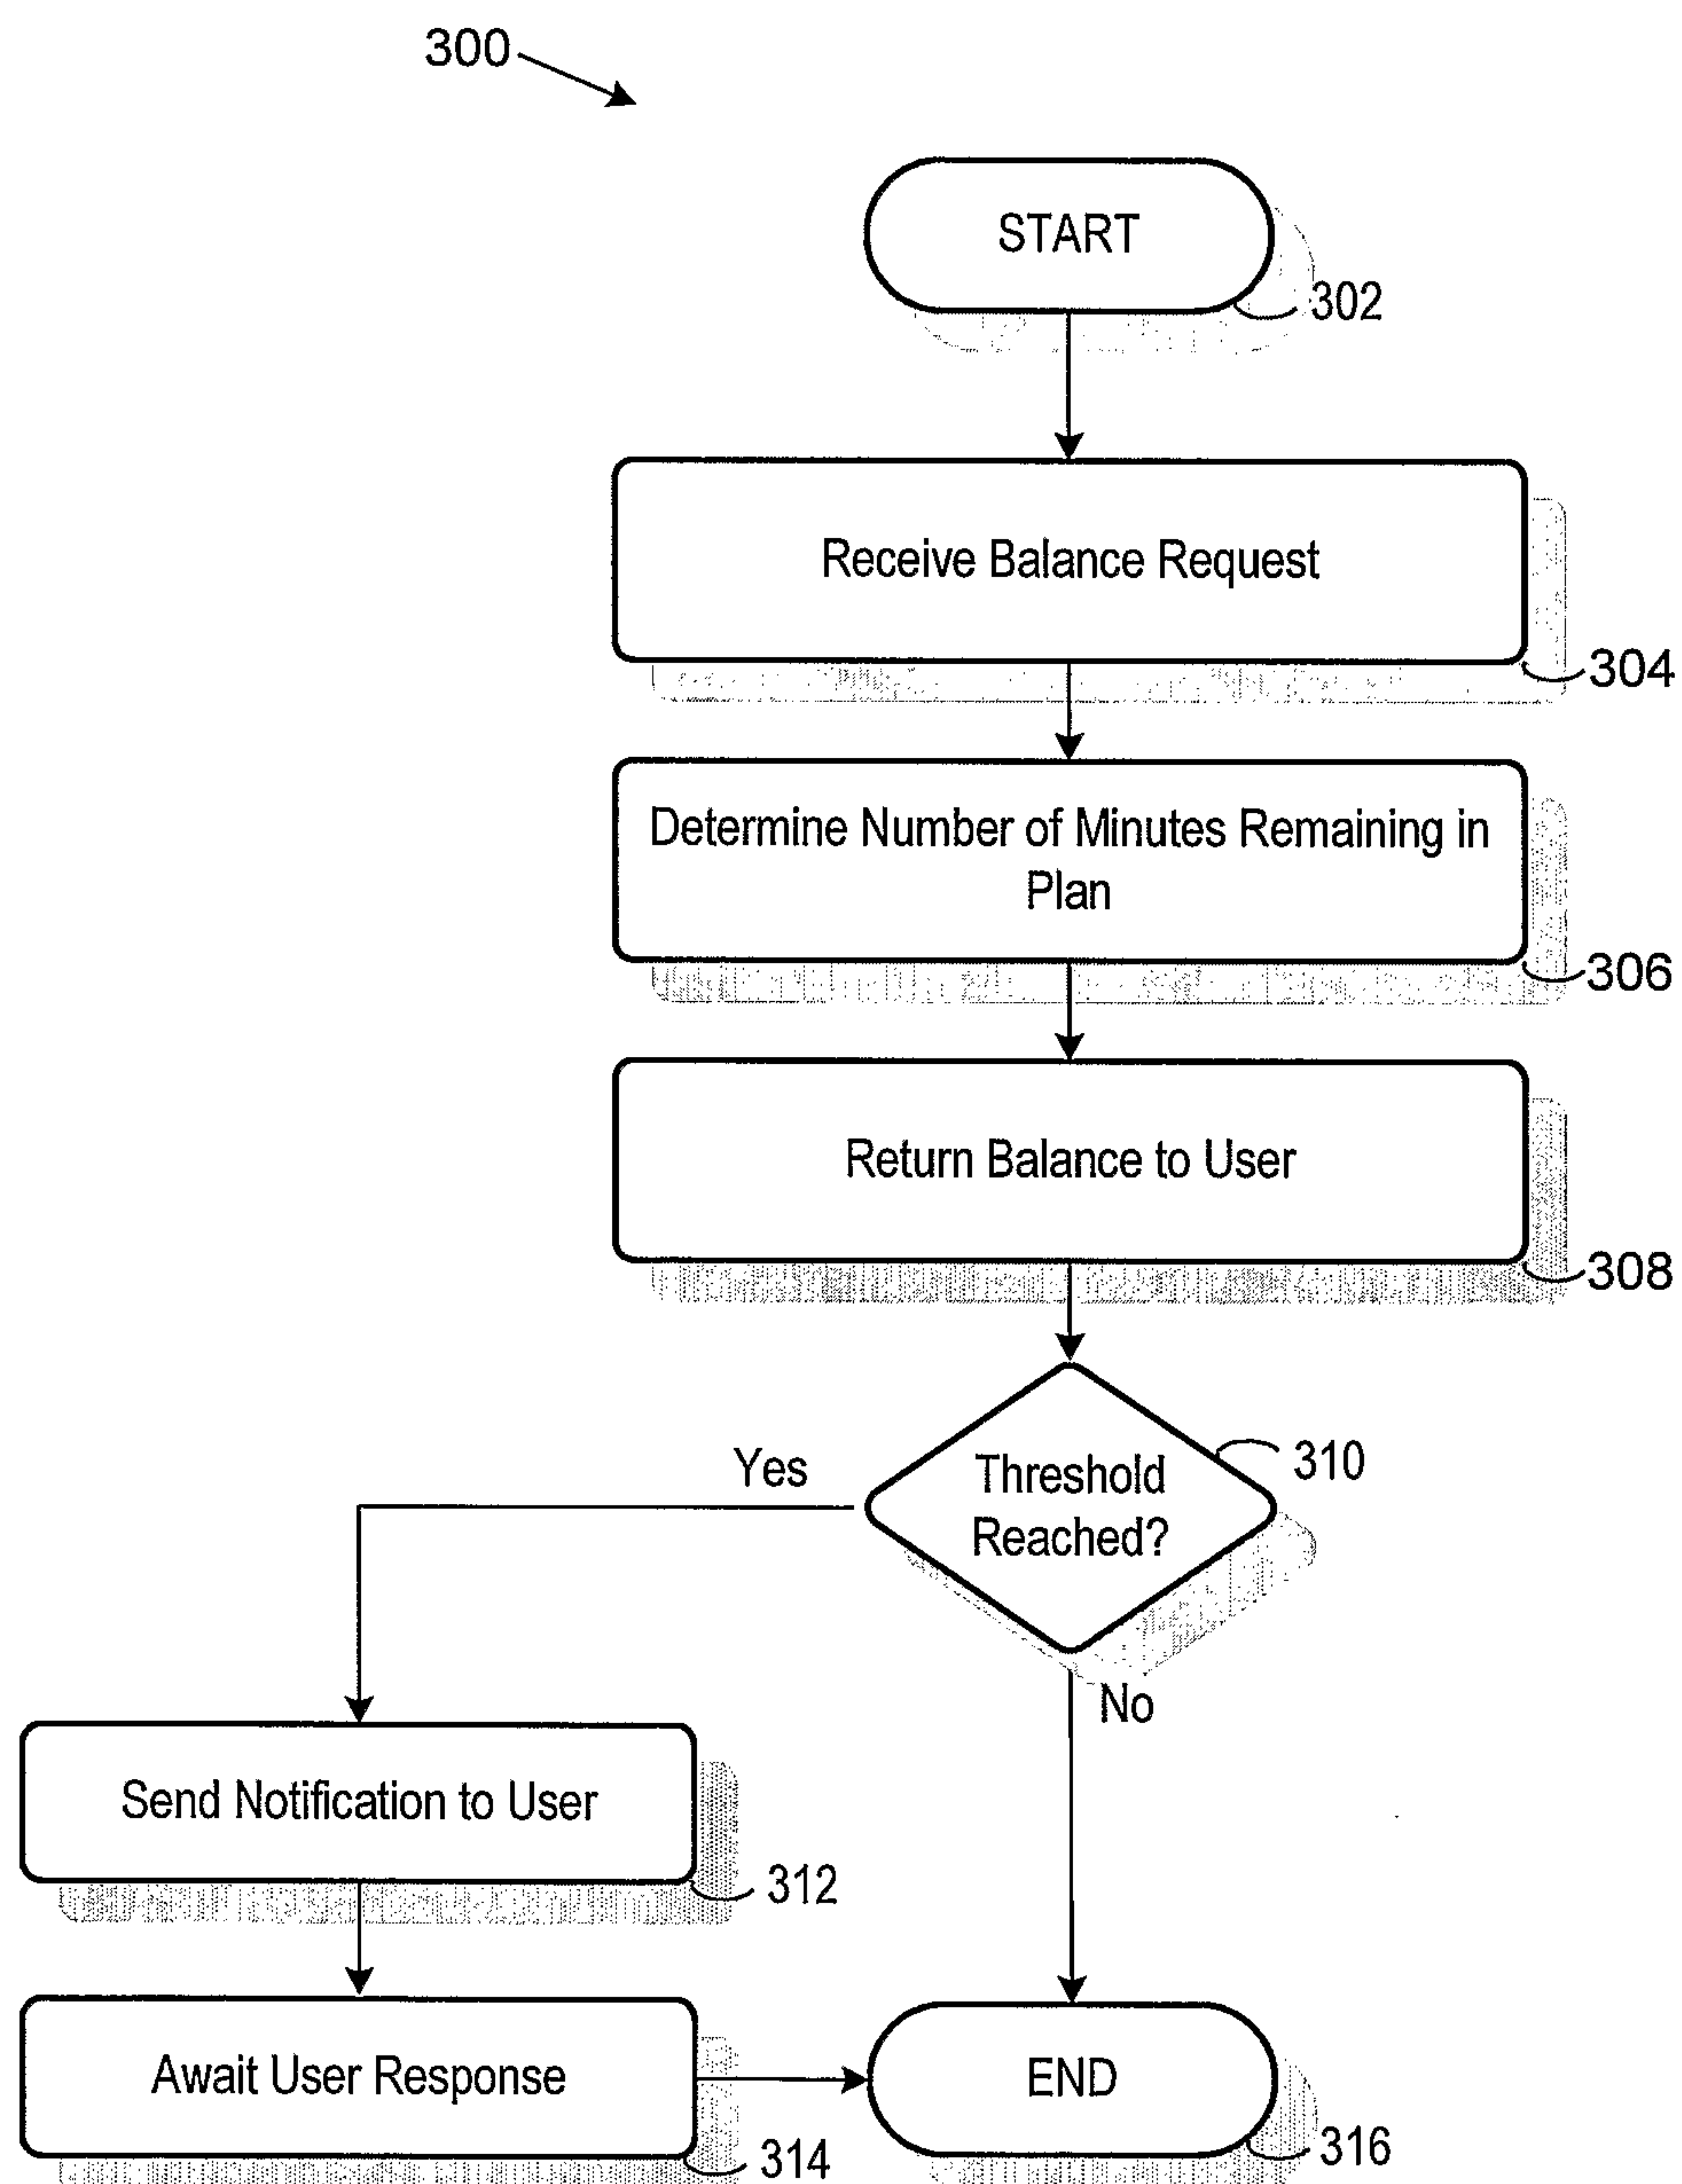 300
START
302
Receive Balance Request
304
Determine Number of Minutes Remaining in
Plan
306
Return Balance to User
308
Threshold
Reached?
310
Yes
No
Send Notification to User
312
Await User Response
314
END
316